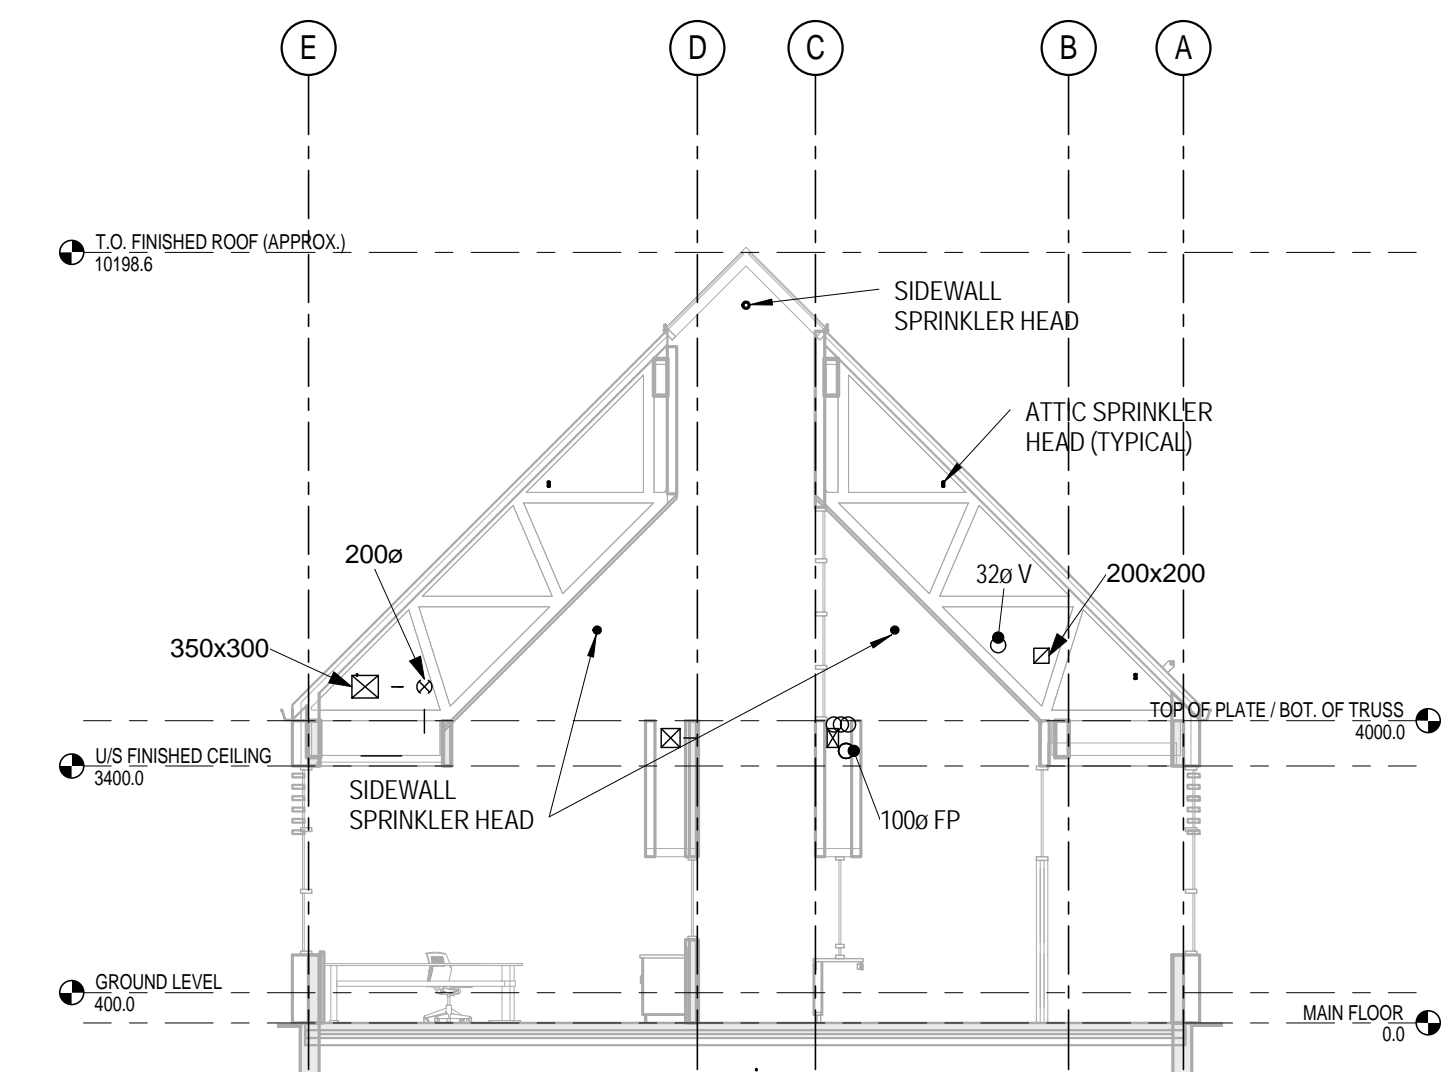 E
D
C
B
A
T.O. FINISHED ROOF (APPROX.)
10198.6
SIDEWALL
SPRINKLER HEAD
ATTIC SPRINKLER
HEAD (TYPICAL)
200ø
32ø V
200x200
350x300
TOP OF PLATE / BOT. OF TRUSS
4000.0
U/S FINISHED CEILING
3400.0
SIDEWALL
SPRINKLER HEAD
100ø FP
GROUND LEVEL
400.0
MAIN FLOOR
0.0